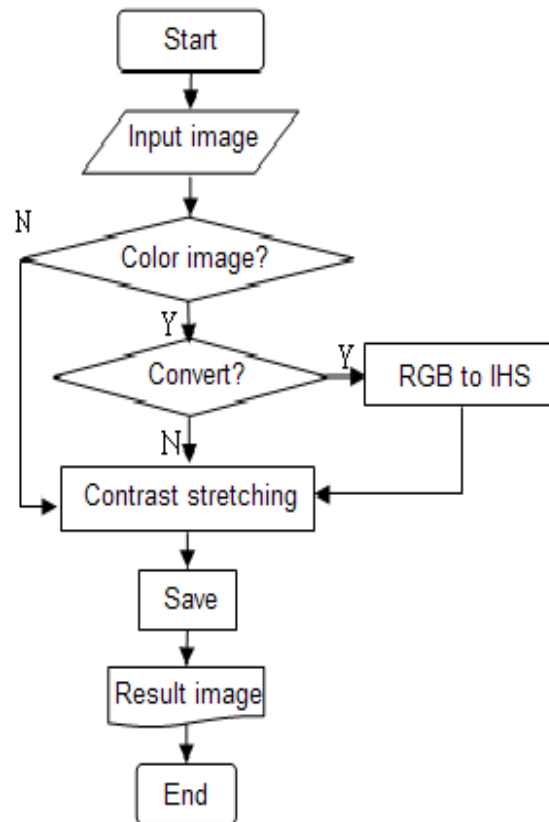 Start
Input image
N
Color image?
Y
Convert?
Y
RGB to IHS
N
Contrast stretching
Save
Result image
End